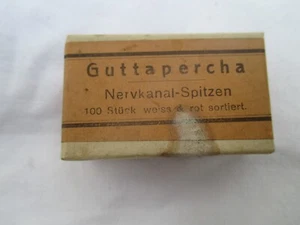 Guttapercha
Nervkanal-Spitzen
100 Stück weiss & rot sortiert.